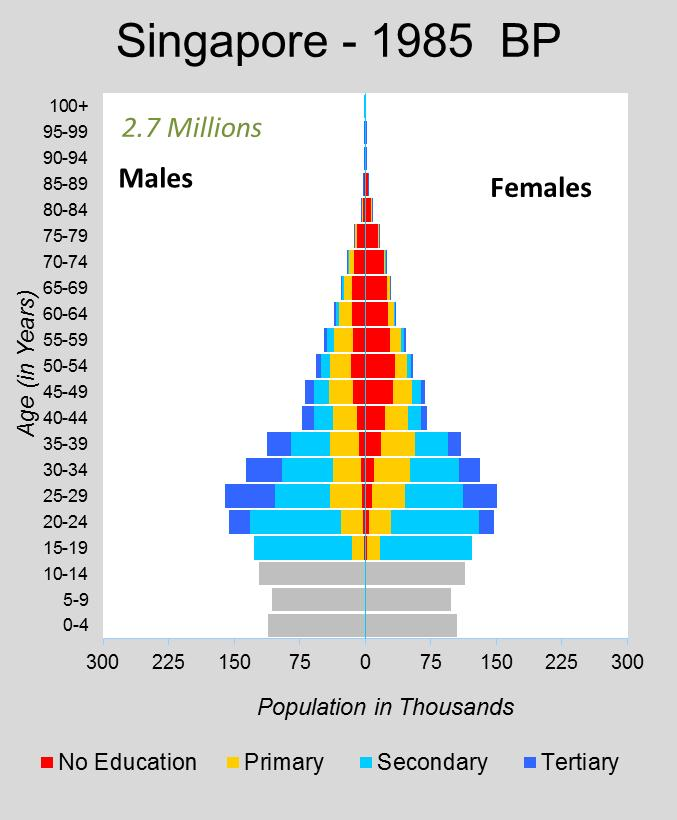 Singapore - 1985 BP
100+
2.7 Millions
95-99
90-94
Males
85-89
Females
80-84
75-79
70-74
65-69
60-64
55-59
50-54
45-49
40-44
35-39
30-34
25-29
20-24
15-19
10-14
5-9
0-4
Age (in Years)
300 225 150 75 0 75 150 225 300
Population in Thousands
No Education Primary Secondary Tertiary